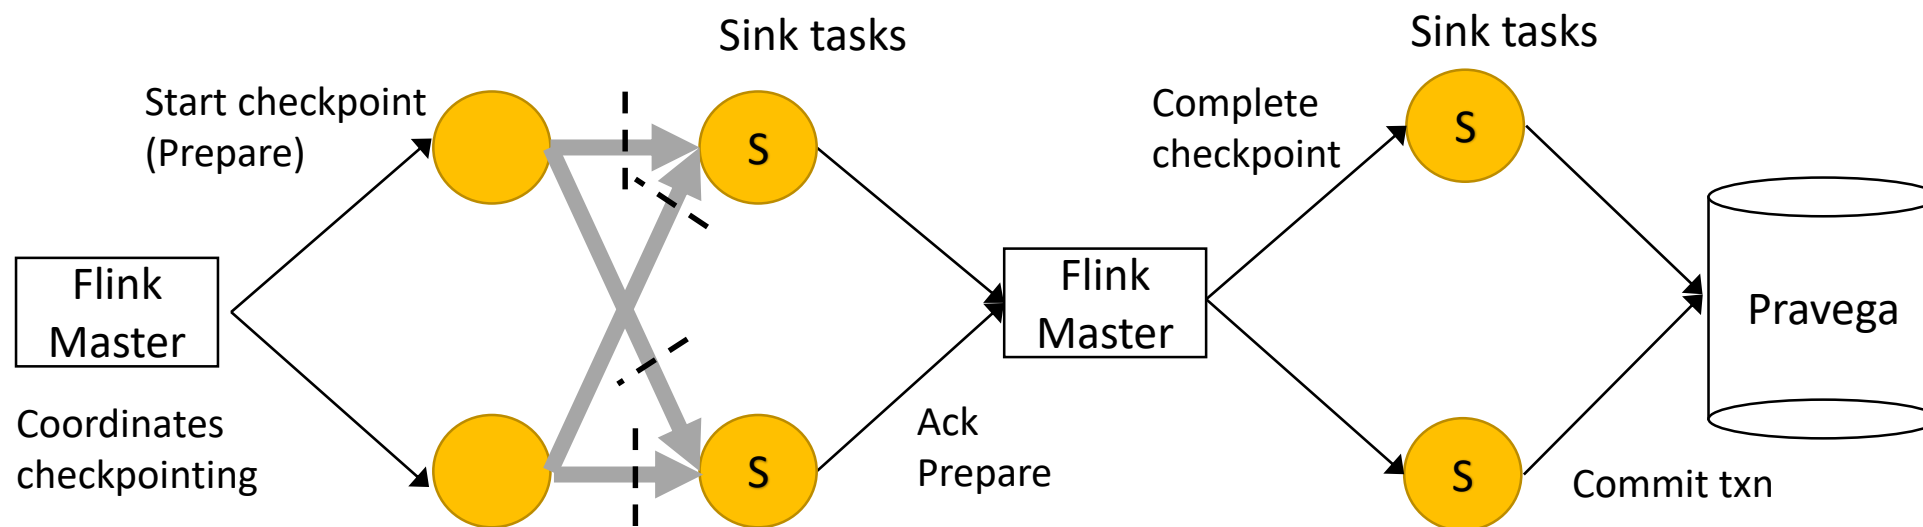 Sink tasks
Sink tasks
Start checkpoint
(Prepare)
S
Complete
checkpoint
S
Flink
Master
Flink
Master
Pravega
Coordinates
checkpointing
S
Ack
Prepare
S
Commit txn